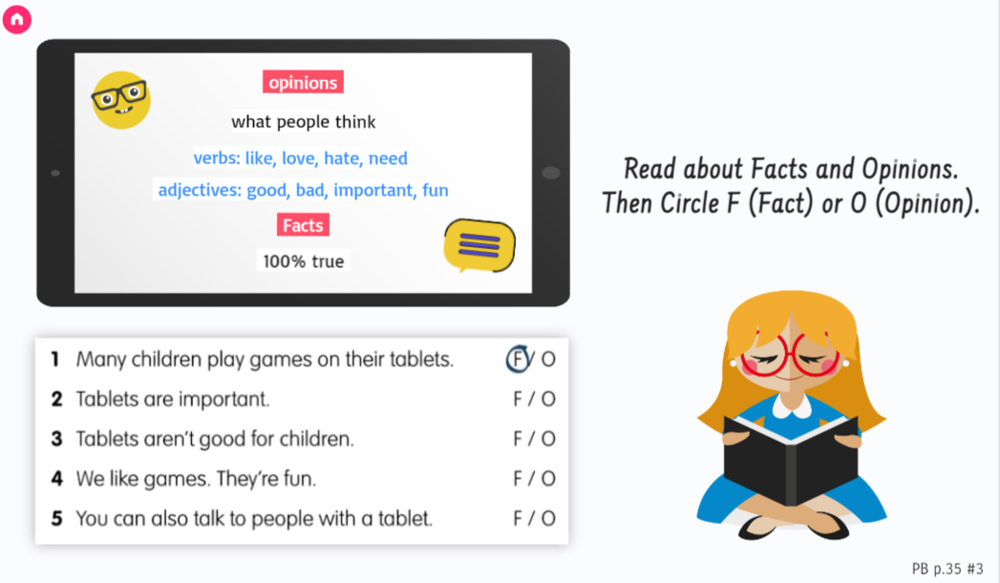 opinions
what people think
verbs: like, love, hate, need
adjectives: good, bad, important, fun
Facts
100% true
Read about Facts and Opinions.
Then Circle F (Fact) or O (Opinion).
1 Many children play games on their tablets. F / O
2 Tablets are important. F / O
3 Tablets aren't good for children. F / O
4 We like games. They're fun. F / O
5 You can also talk to people with a tablet. F / O
PB p.35 #3